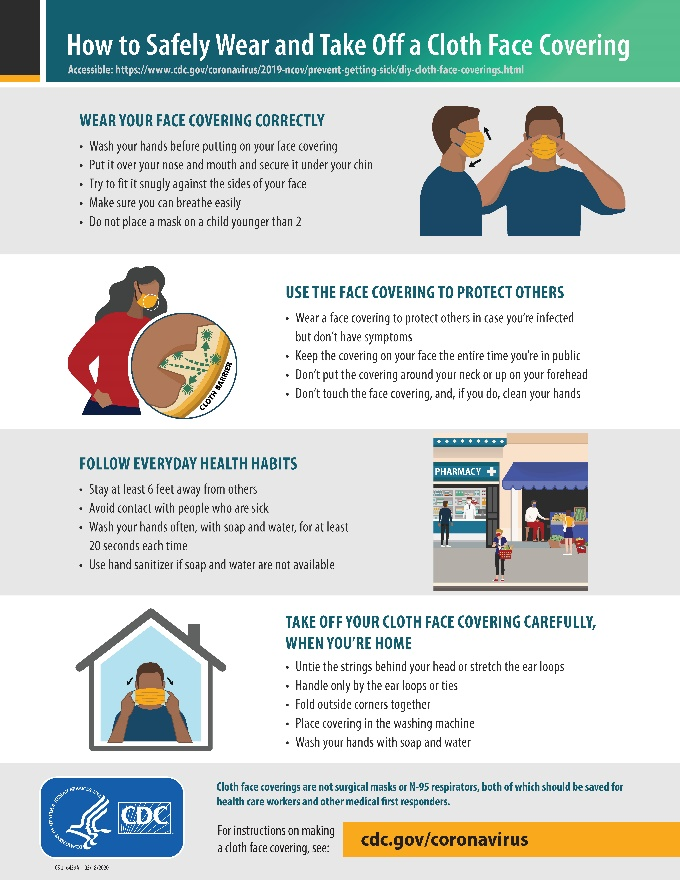 How to Safely Wear and Take Off a Cloth Face Covering
Accessible: https://www.cdc.gov/coronavirus/2019-ncov/prevent-getting-sick/diy-cloth-face-coverings.html
WEAR YOUR FACE COVERING CORRECTLY
• Wash your hands before putting on your face covering
• Put it over your nose and mouth and secure it under your chin
• Try to fit it snugly against the sides of your face
• Make sure you can breathe easily
• Do not place a mask on a child younger than 2
USE THE FACE COVERING TO PROTECT OTHERS
• Wear a face covering to protect others in case you're infected
but don't have symptoms
• Keep the covering on your face the entire time you're in public
• Don't put the covering around your neck or up on your forehead
• Don't touch the face covering, and, if you do, clean your hands
CLOTH BARRIER
FOLLOW EVERYDAY HEALTH HABITS
• Stay at least 6 feet away from others
• Avoid contact with people who are sick
• Wash your hands often, with soap and water, for at least
20 seconds each time
• Use hand sanitizer if soap and water are not available
PHARMACY
TAKE OFF YOUR CLOTH FACE COVERING CAREFULLY,
WHEN YOU'RE HOME
• Untie the strings behind your head or stretch the ear loops
• Handle only by the ear loops or ties
• Fold outside corners together
• Place covering in the washing machine
• Wash your hands with soap and water
CDC
Cloth face coverings are not surgical masks or N-95 respirators, both of which should be saved for
health care workers and other medical first responders.
For instructions on making
a cloth face covering, see:
cdc.gov/coronavirus